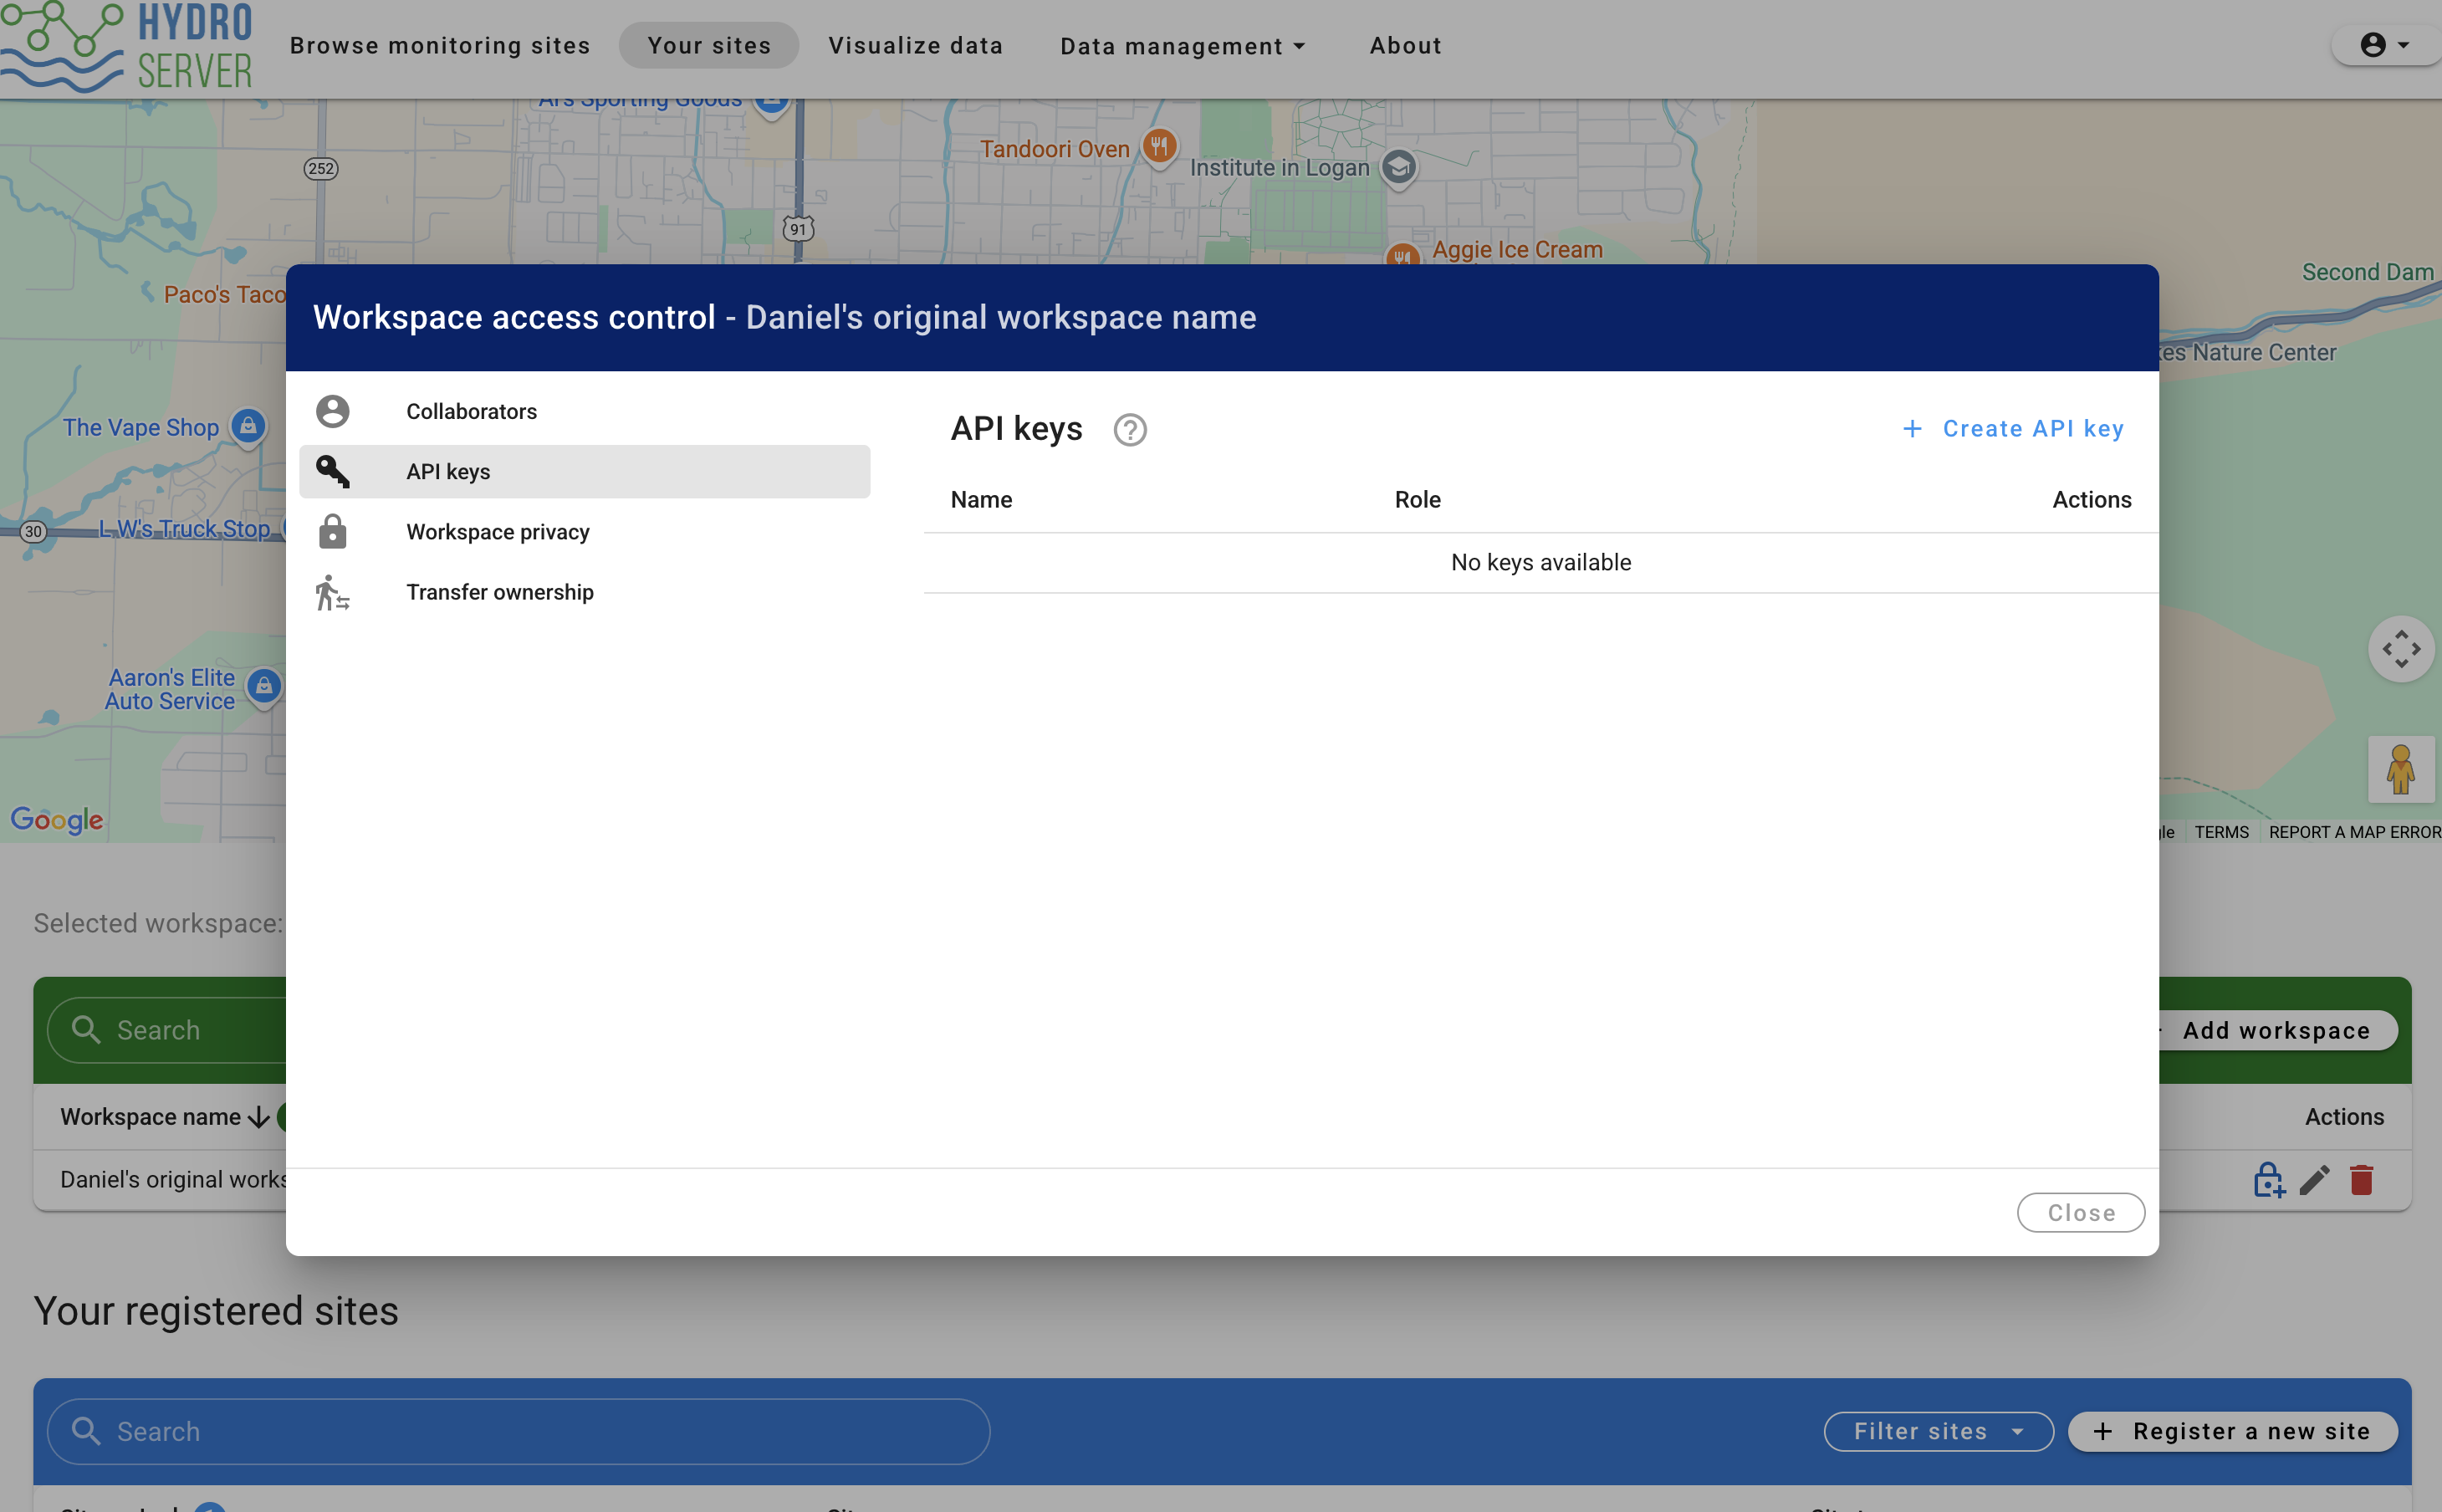 HYDRO
SERVER
Browse monitoring sites
Your sites
Visualize data
Data management
About
Al's Sporting Goods
252
Tandoori Oven
Institute in Logan
91
Aggie Ice Cream
Second Dam
Paco's Taco
Nature Center
The Vape Shop
30
L W's Truck Stop
Aaron's Elite
Auto Service
Google
TERMS
REPORT A MAP ERROR
Workspace access control - Daniel's original workspace name
Collaborators
API keys
Workspace privacy
Transfer ownership
API keys
?
+ Create API key
Name
Role
Actions
No keys available
Close
Selected workspace:
Search
Add workspace
Workspace name
Actions
Daniel's original works
Your registered sites
Search
Filter sites
+ Register a new site